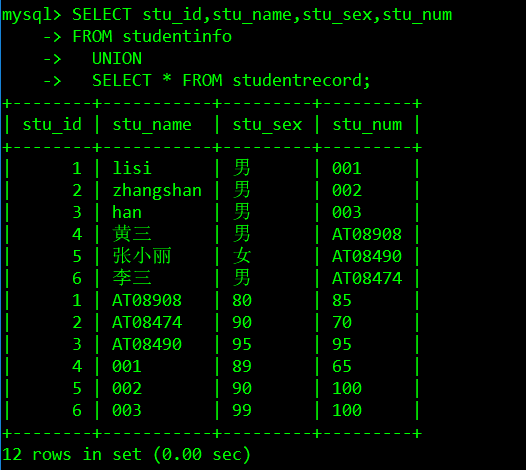 mysql> SELECT stu_id,stu_name,stu_sex,stu_num
    -> FROM studentinfo
    ->   UNION
    ->   SELECT * FROM studentrecord;
+--------+-----------+---------+---------+
| stu_id | stu_name  | stu_sex | stu_num |
+--------+-----------+---------+---------+
|      1 | lisi      | 男      | 001     |
|      2 | zhangshan | 男      | 002     |
|      3 | han       | 男      | 003     |
|      4 | 黄三      | 男      | AT08908 |
|      5 | 张小丽    | 女      | AT08490 |
|      6 | 李三      | 男      | AT08474 |
|      1 | AT08908   | 80      | 85      |
|      2 | AT08474   | 90      | 70      |
|      3 | AT08490   | 95      | 95      |
|      4 | 001       | 89      | 65      |
|      5 | 002       | 90      | 100     |
|      6 | 003       | 99      | 100     |
+--------+-----------+---------+---------+
12 rows in set (0.00 sec)